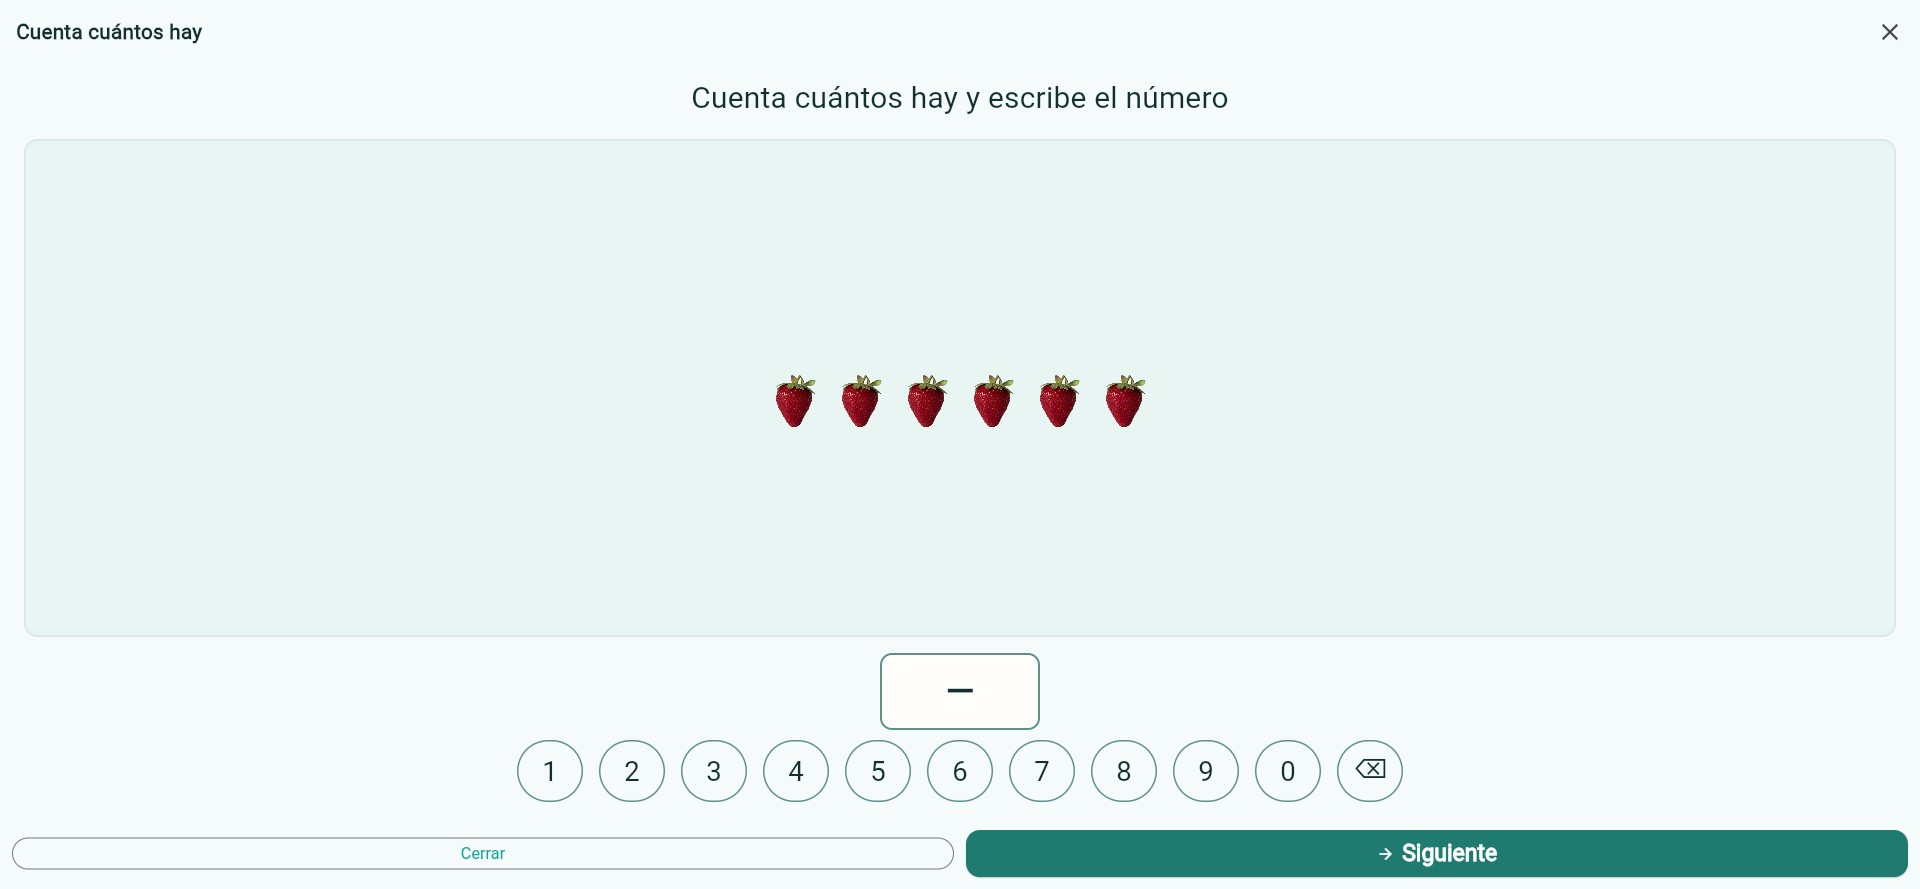 Cuenta cuántos hay
Cuenta cuántos hay y escribe el número
—
1 2 3 4 5 6 7 8 9 0
Cerrar
Siguiente